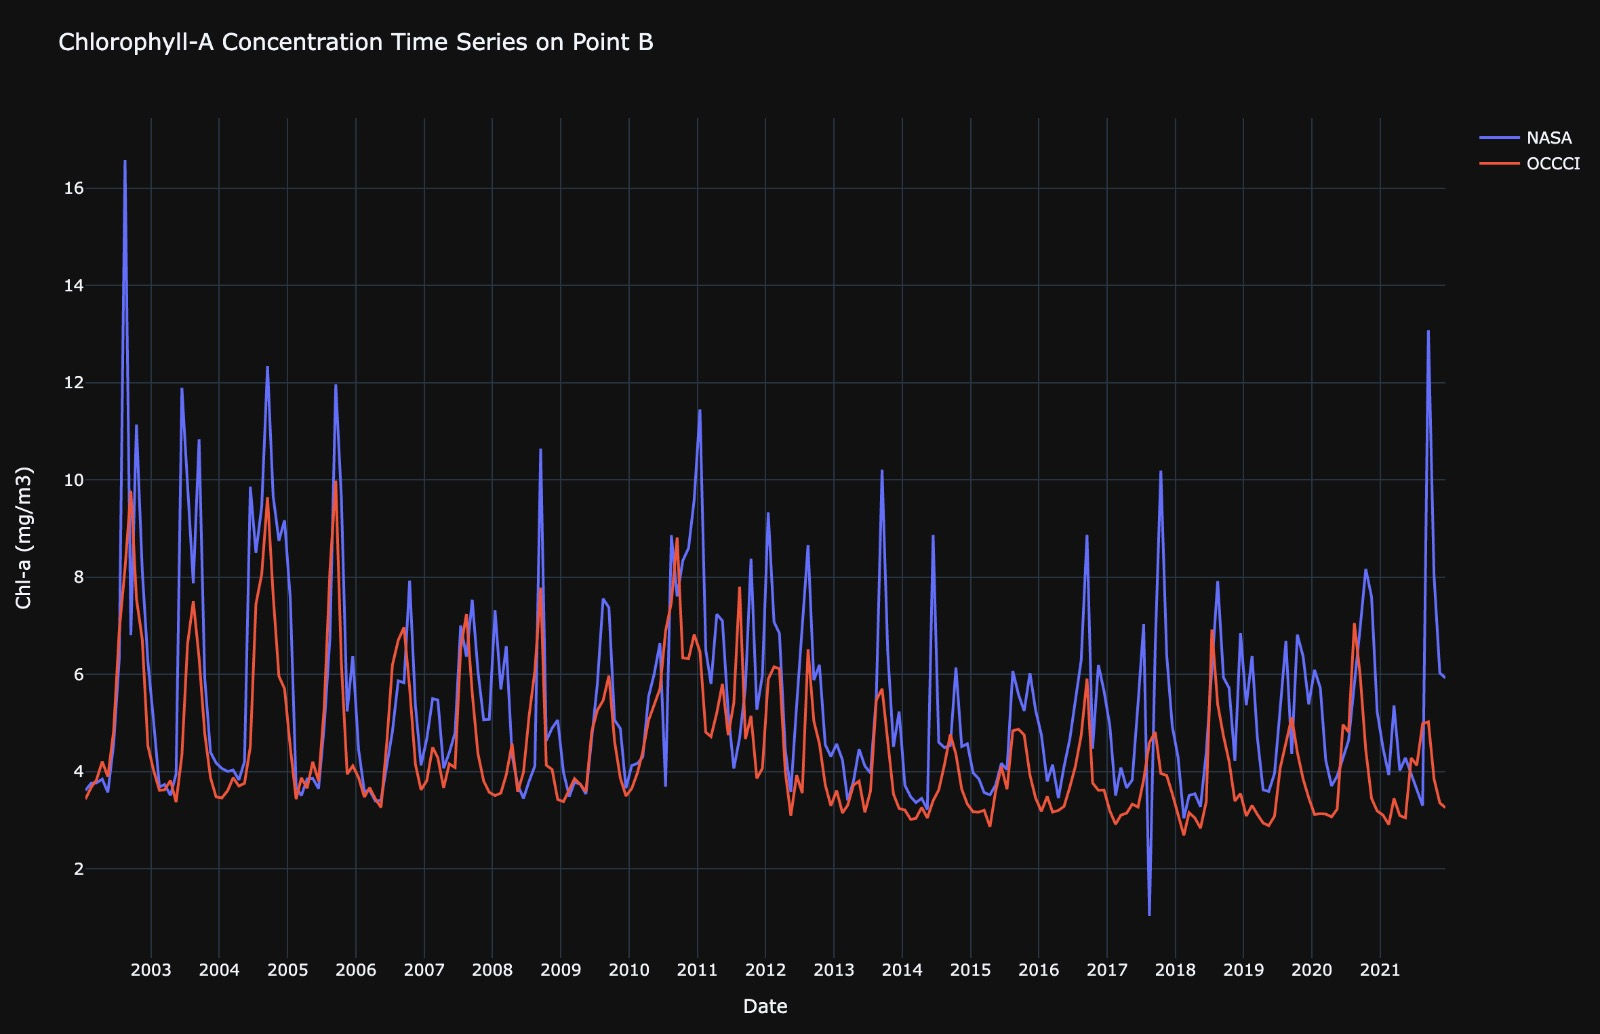 Chlorophyll-A Concentration Time Series on Point B
NASA
OCCCI
16
14
12
10
8
6
4
2
Chl-a (mg/m3)
2003 2004 2005 2006 2007 2008 2009 2010 2011 2012 2013 2014 2015 2016 2017 2018 2019 2020 2021
Date